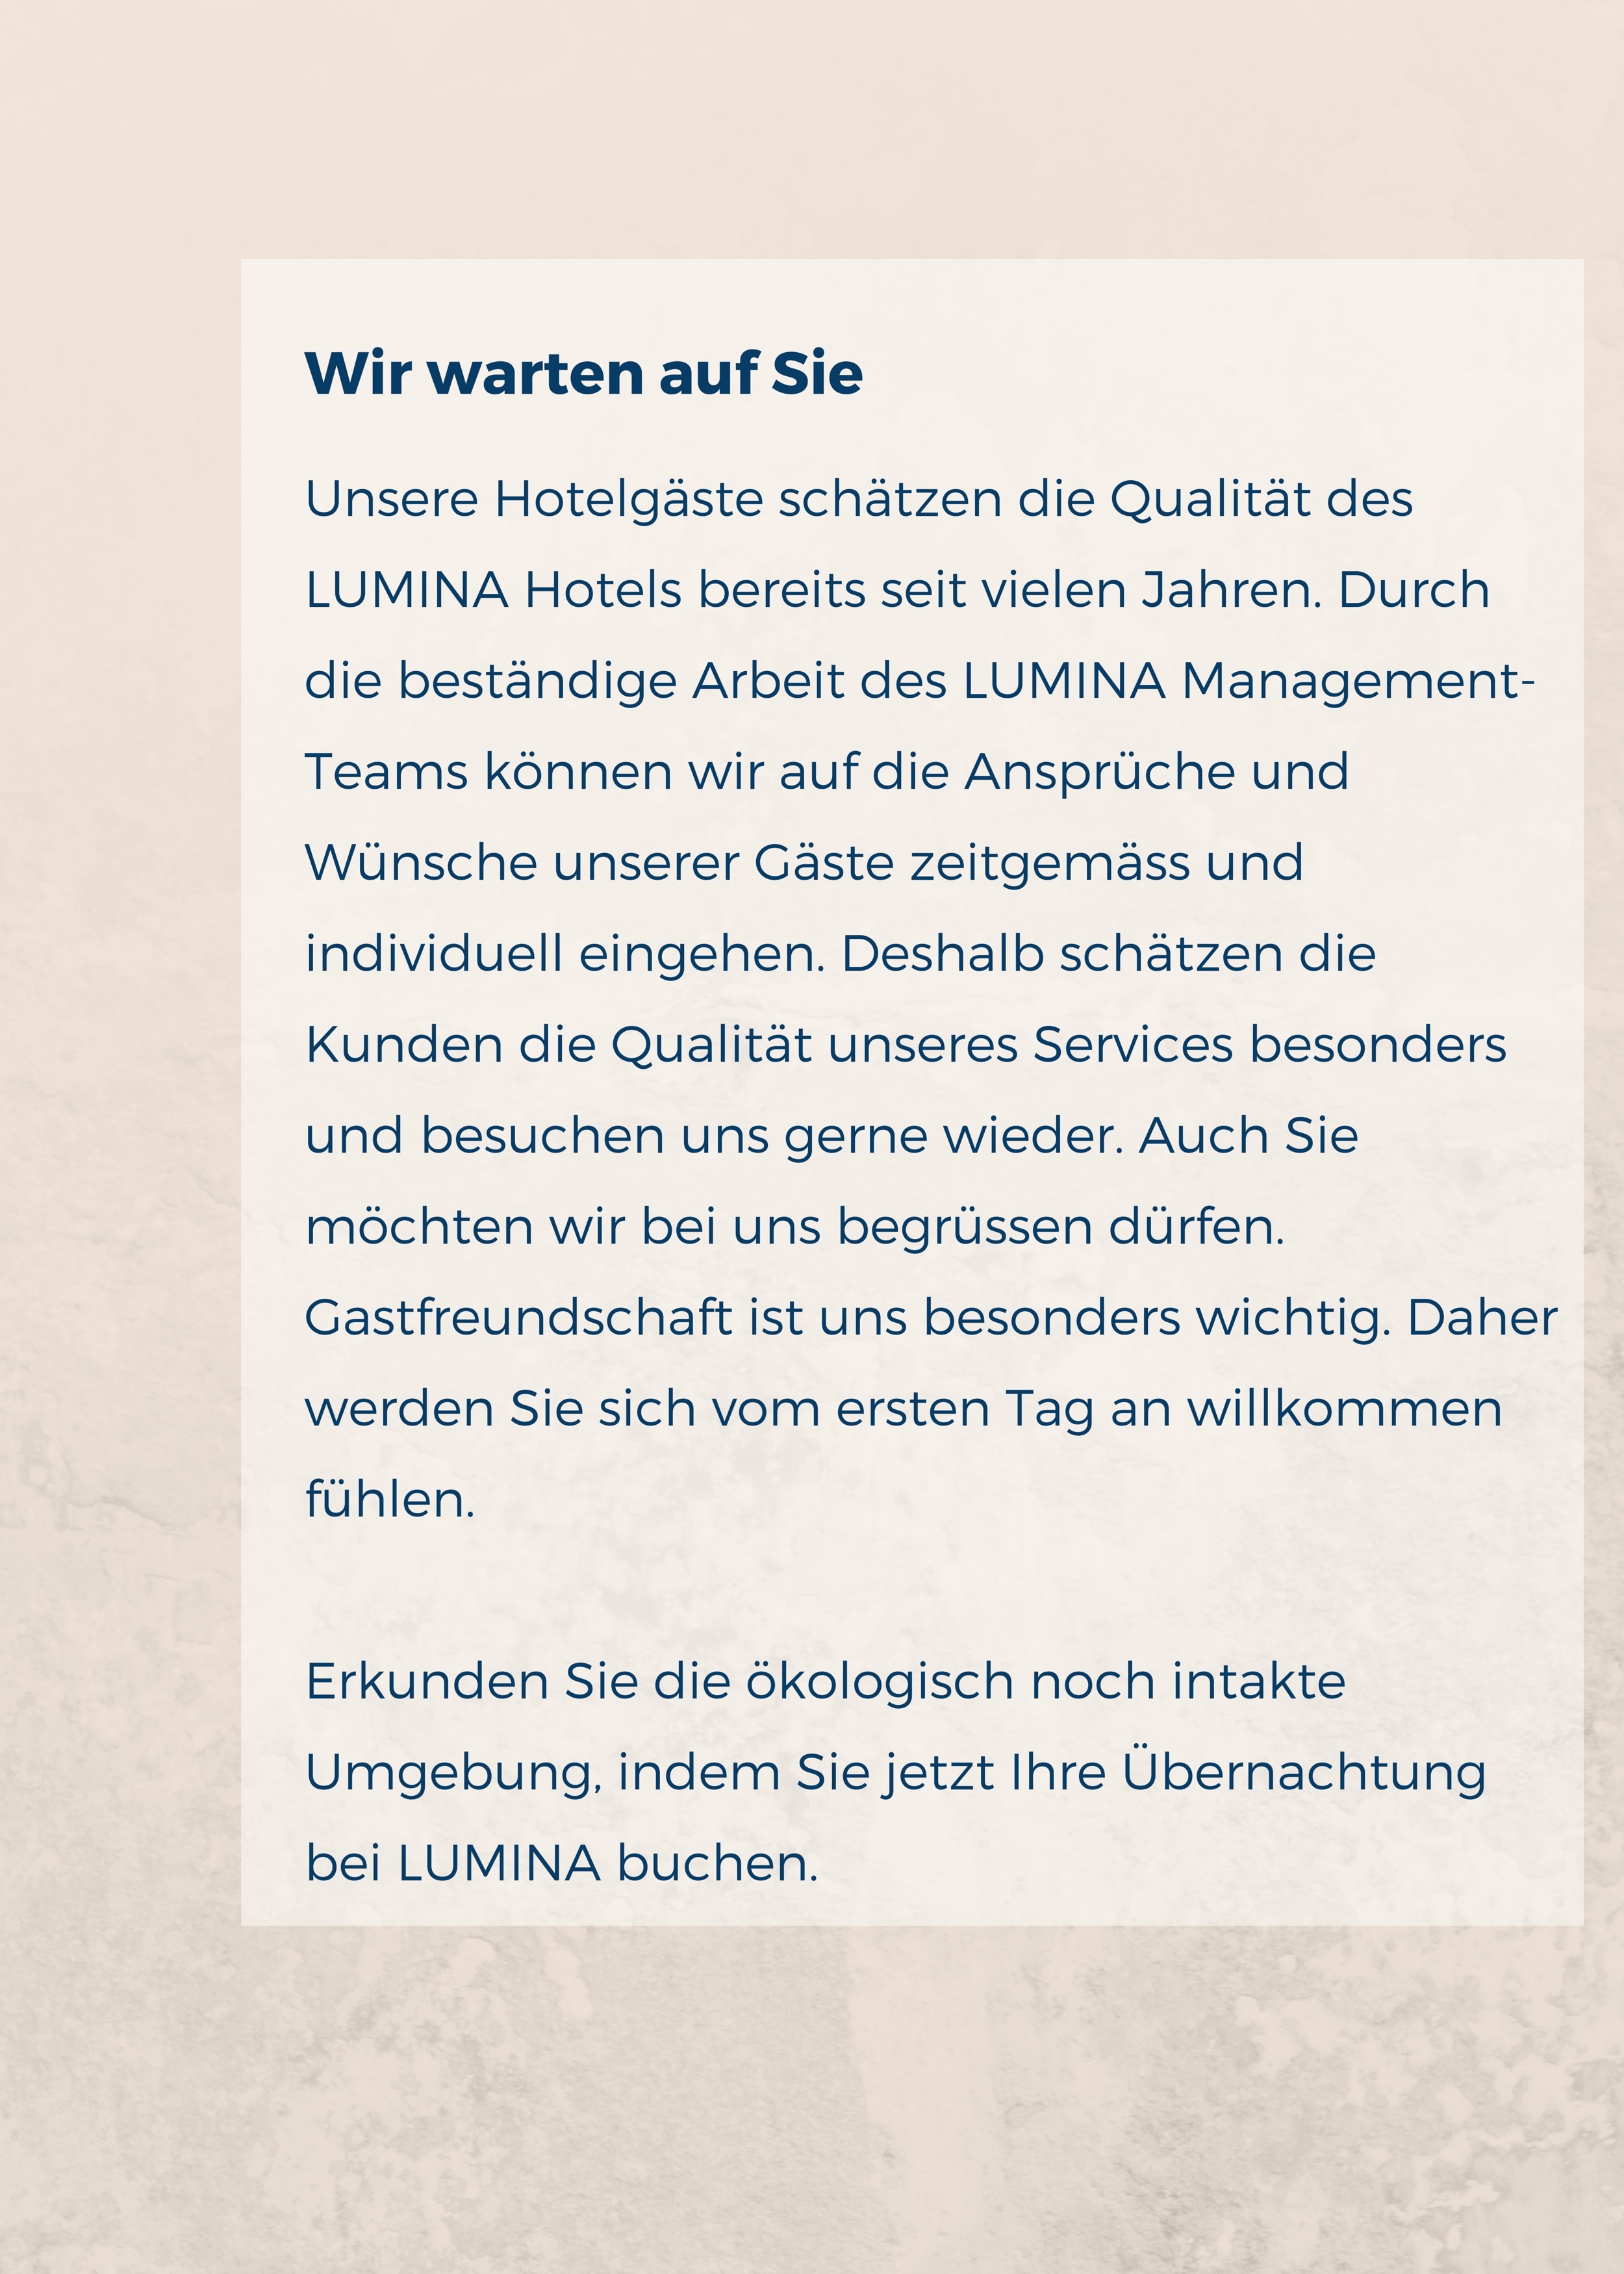 Wir warten auf Sie
Unsere Hotelgäste schätzen die Qualität des
LUMINA Hotels bereits seit vielen Jahren. Durch
die beständige Arbeit des LUMINA Management-
Teams können wir auf die Ansprüche und
Wünsche unserer Gäste zeitgemäss und
individuell eingehen. Deshalb schätzen die
Kunden die Qualität unseres Services besonders
und besuchen uns gerne wieder. Auch Sie
möchten wir bei uns begrüssen dürfen.
Gastfreundschaft ist uns besonders wichtig. Daher
werden Sie sich vom ersten Tag an willkommen
fühlen.
Erkunden Sie die ökologisch noch intakte
Umgebung, indem Sie jetzt Ihre Übernachtung
bei LUMINA buchen.